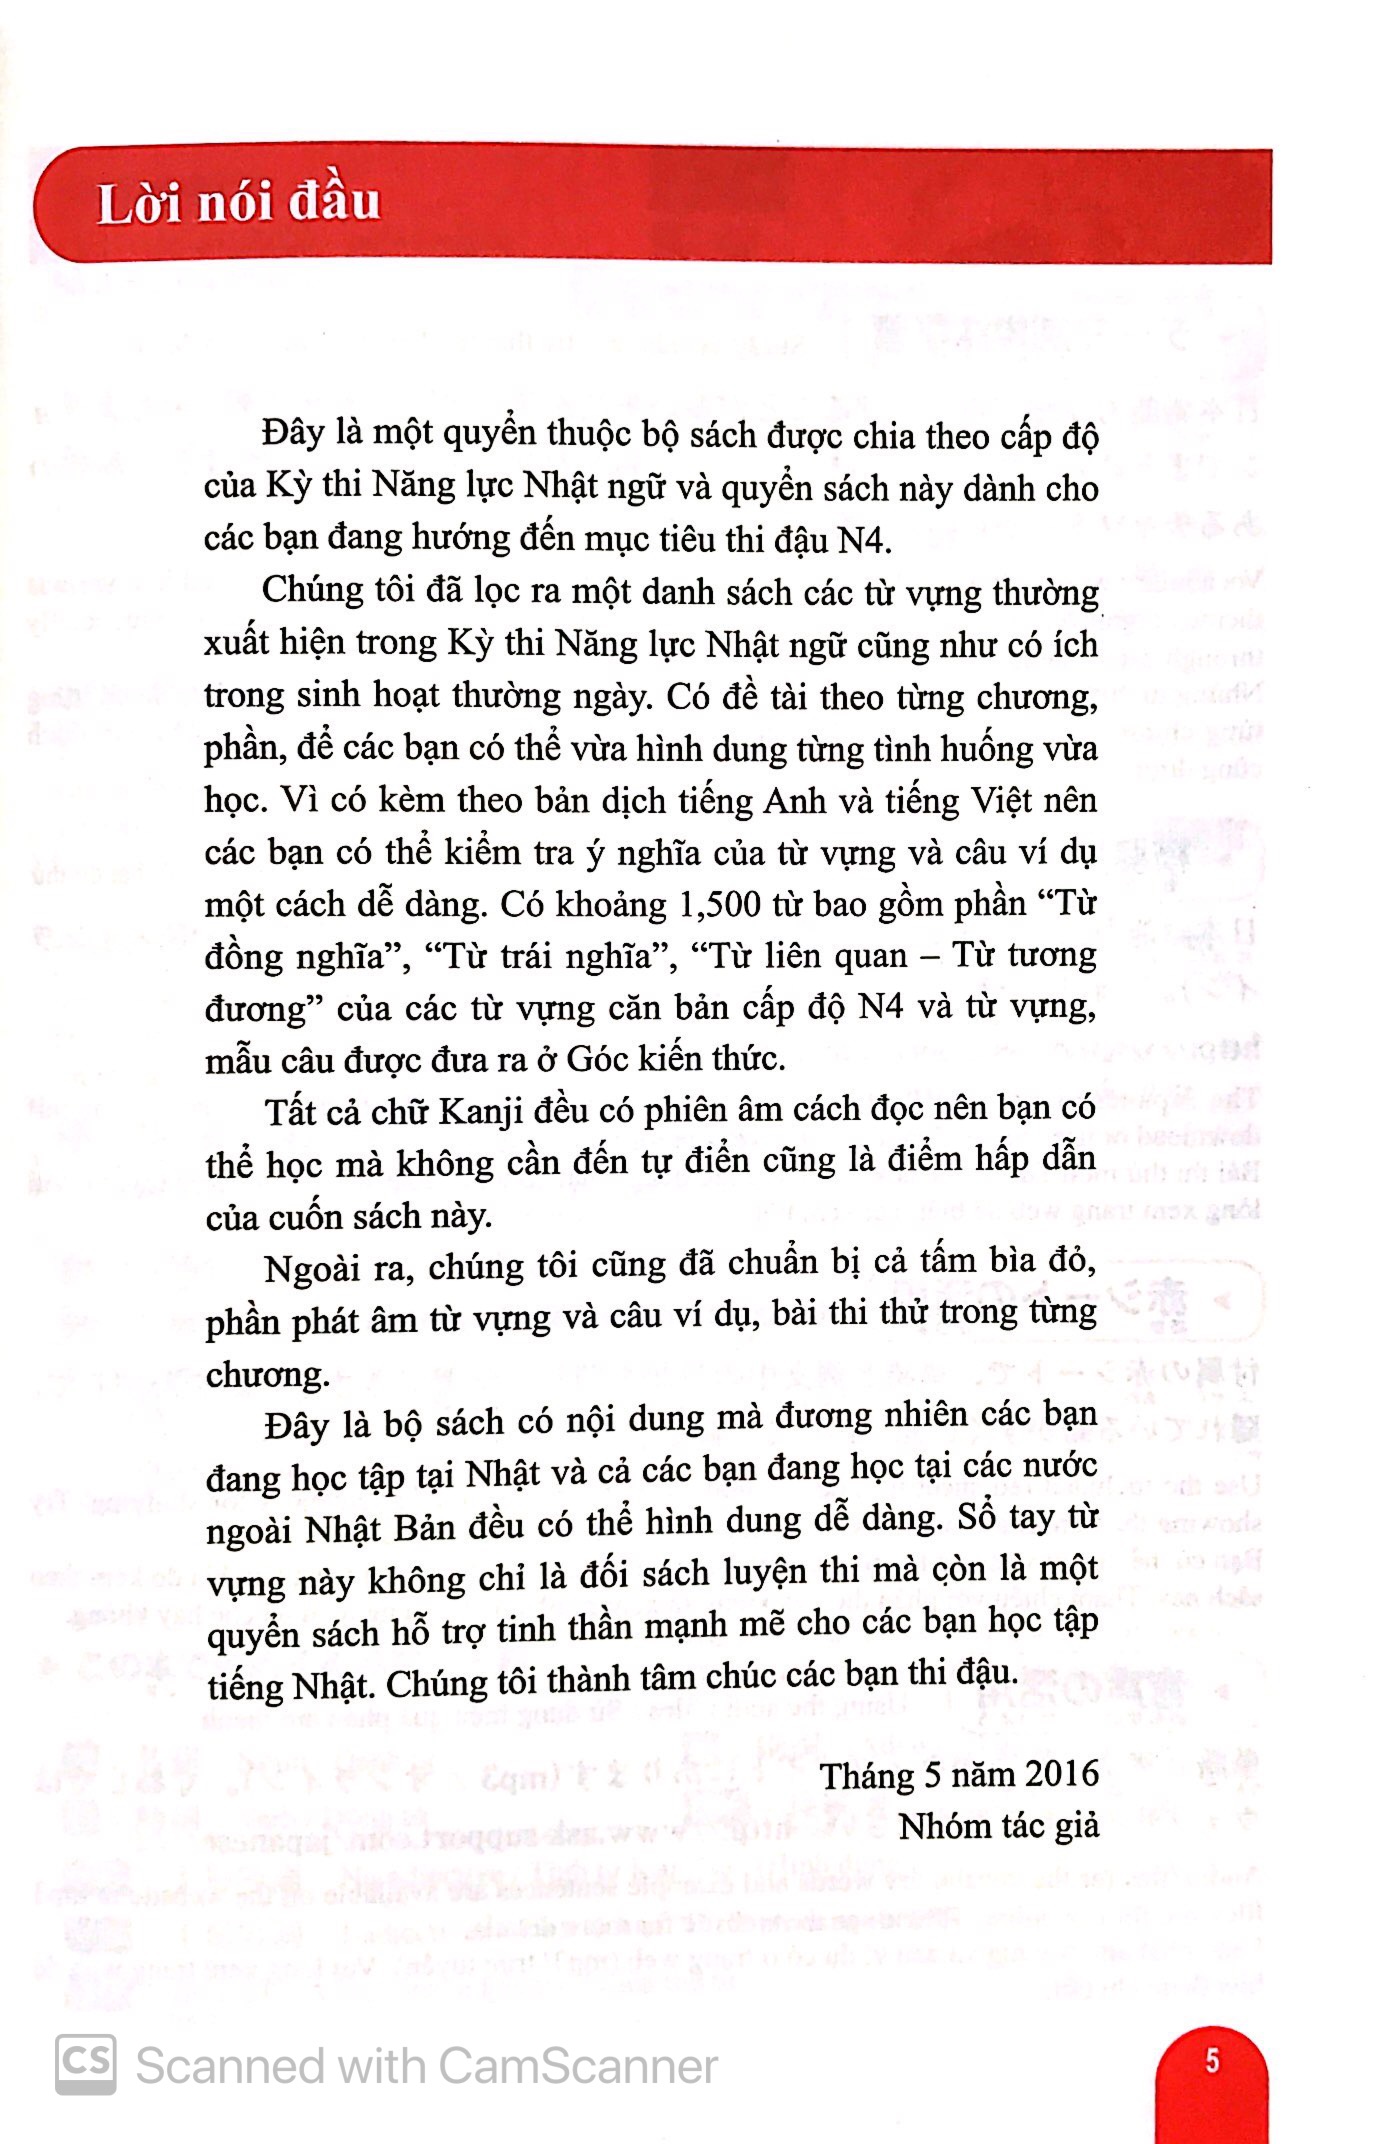 Lời nói đầu
Đây là một quyển thuộc bộ sách được chia theo cấp độ
của Kỳ thi Năng lực Nhật ngữ và quyển sách này dành cho
các bạn đang hướng đến mục tiêu thi đậu N4.
Chúng tôi đã lọc ra một danh sách các từ vựng thường
xuất hiện trong Kỳ thi Năng lực Nhật ngữ cũng như có ích
trong sinh hoạt thường ngày. Có đề tài theo từng chương,
phần, để các bạn có thể vừa hình dung từng tình huống vừa
học. Vì có kèm theo bản dịch tiếng Anh và tiếng Việt nên
các bạn có thể kiểm tra ý nghĩa của từ vựng và câu ví dụ
một cách dễ dàng. Có khoảng 1,500 từ bao gồm phần “Từ
đồng nghĩa”, “Từ trái nghĩa”, “Từ liên quan – Từ tương
đương” của các từ vựng căn bản cấp độ N4 và từ vựng,
mẫu câu được đưa ra ở Góc kiến thức.
Tất cả chữ Kanji đều có phiên âm cách đọc nên bạn có
thể học mà không cần đến tự điển cũng là điểm hấp dẫn
của cuốn sách này.
Ngoài ra, chúng tôi cũng đã chuẩn bị cả tấm bìa đỏ,
phần phát âm từ vựng và câu ví dụ, bài thi thử trong từng
chương.
Đây là bộ sách có nội dung mà đương nhiên các bạn
đang học tập tại Nhật và cả các bạn đang học tại các nước
ngoài Nhật Bản đều có thể hình dung dễ dàng. Sổ tay từ
vựng này không chỉ là đối sách luyện thi mà còn là một
quyển sách hỗ trợ tinh thần mạnh mẽ cho các bạn học tập
tiếng Nhật. Chúng tôi thành tâm chúc các bạn thi đậu.
Tháng 5 năm 2016
Nhóm tác giả
CS Scanned with CamScanner
5